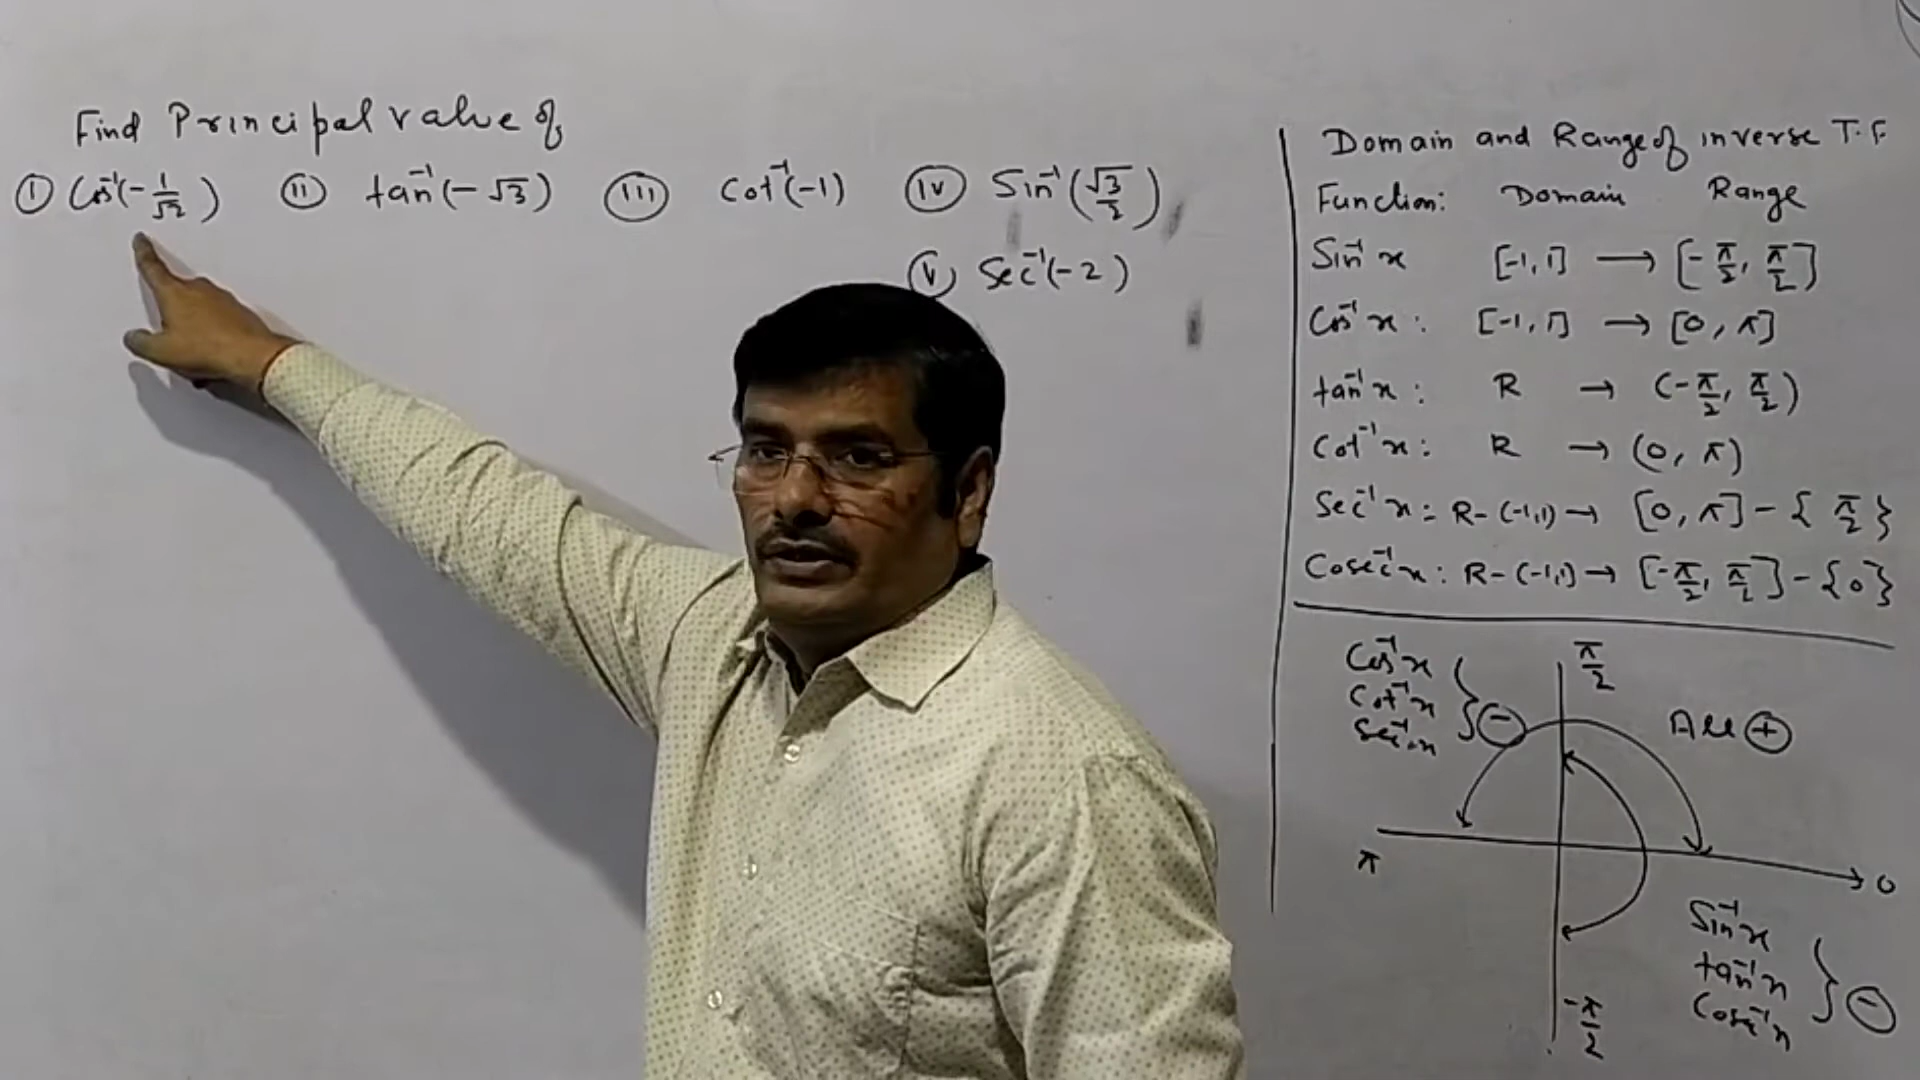 Find Principal value of
(i) Cos⁻¹(-1/√2) (ii) tan⁻¹(-√3) (iii) Cot⁻¹(-1) (iv) Sin⁻¹(√3/2)
(v) Sec⁻¹(-2)
Domain and Range of inverse T.F.
Function: Domain Range
Sin⁻¹x [-1,1] → [-π/2, π/2]
Cos⁻¹x: [-1,1] → [0, π]
tan⁻¹x: R → (-π/2, π/2)
Cot⁻¹x: R → (0, π)
Sec⁻¹x: R-(-1,1) → [0, π]-{π/2}
Cosec⁻¹x: R-(-1,1) → [-π/2, π/2]-{0}
Cos⁻¹x
Cot⁻¹x
Sec⁻¹x
} -
π/2
All +
π
0
Sin⁻¹x
tan⁻¹x
Cosec⁻¹x
} -
-π/2